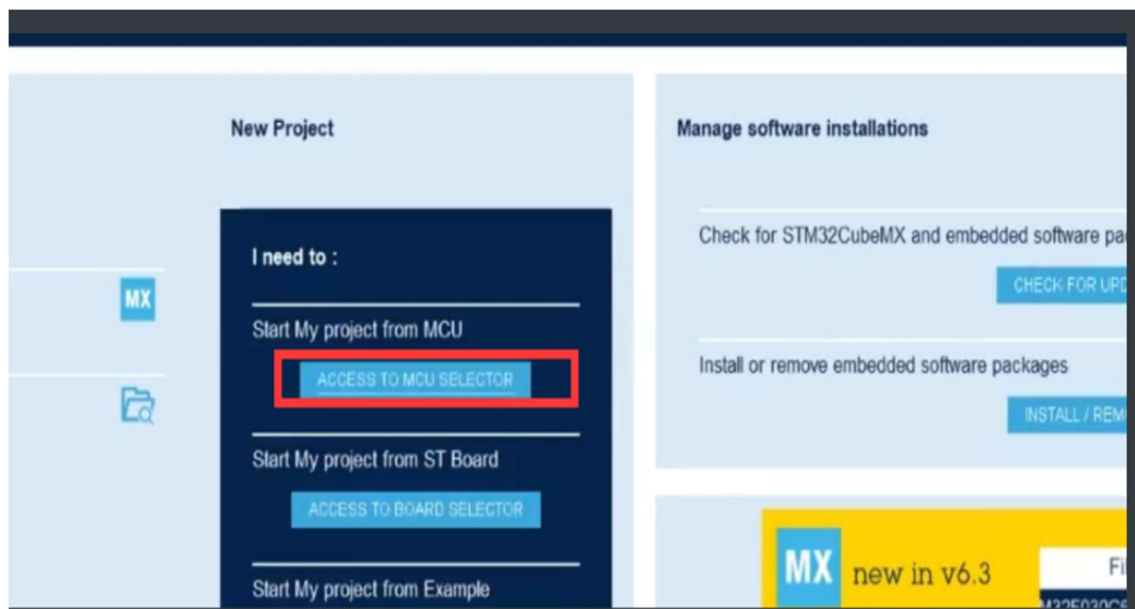 New Project
I need to :
MX
Start My project from MCU
ACCESS TO MCU SELECTOR
Start My project from ST Board
ACCESS TO BOARD SELECTOR
Start My project from Example
Manage software installations
Check for STM32CubeMX and embedded software pa
CHECK FOR UPD
Install or remove embedded software packages
INSTALL / REM
MX
new in v6.3
Fi